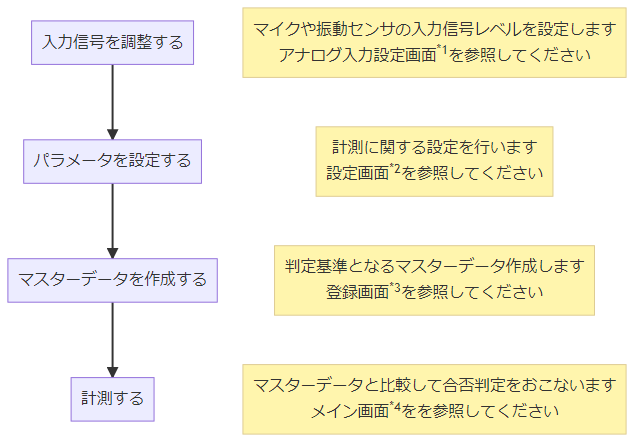 入力信号を調整する
マイクや振動センサの入力信号レベルを設定します
アナログ入力設定画面*1を参照してください
パラメータを設定する
計測に関する設定を行います
設定画面*2を参照してください
マスターデータを作成する
判定基準となるマスターデータ作成します
登録画面*3を参照してください
計測する
マスターデータと比較して合否判定をおこないます
メイン画面*4をを参照してください